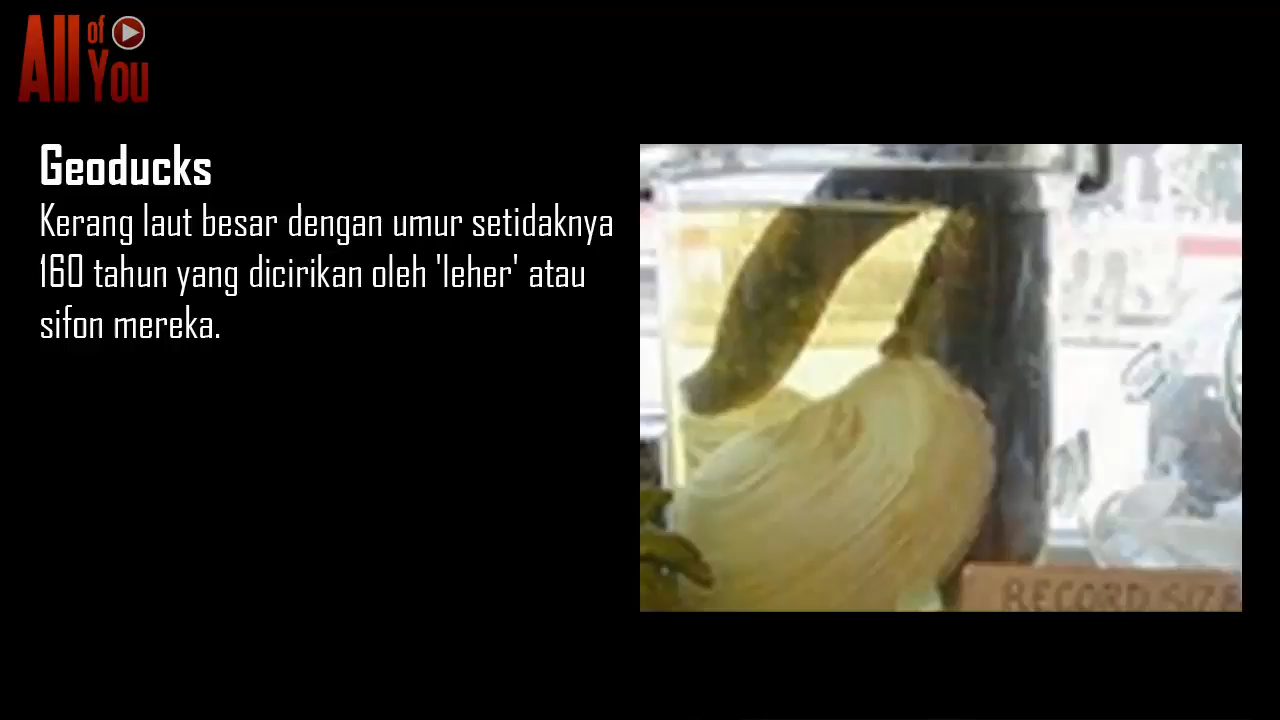 All of You
Geoducks
Kerang laut besar dengan umur setidaknya
160 tahun yang dicirikan oleh 'leher' atau
sifon mereka.
RECORD SIZE